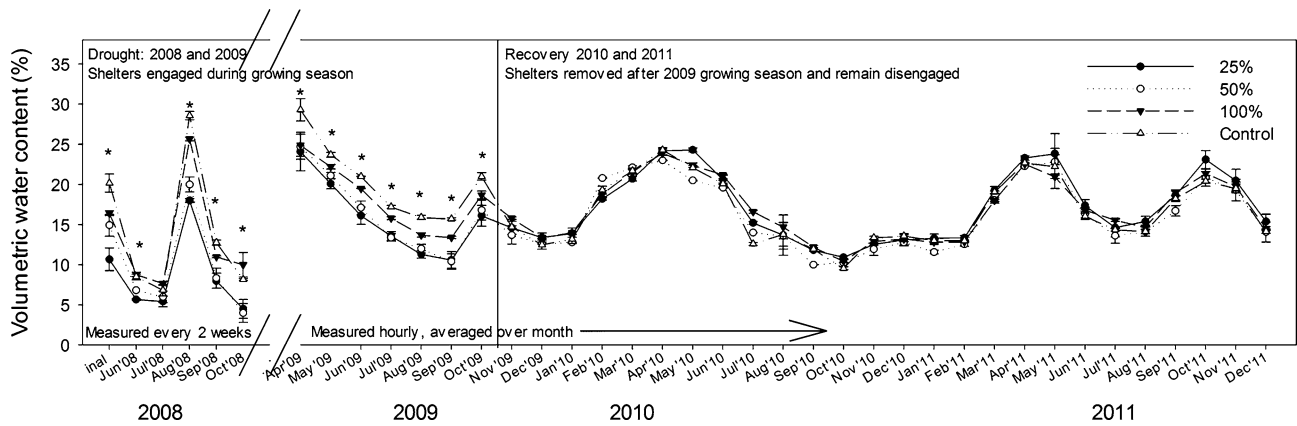 Volumetric water content (%)
35
30
25
20
15
10
5
0
Drought: 2008 and 2009
Shelters engaged during growing season
Recovery 2010 and 2011
Shelters removed after 2009 growing season and remain disengaged
25%
50%
100%
Control
* * * * * * * * * * * *
Measured every 2 weeks
Measured hourly, averaged over month
inal Jun'08 Jul'08 Aug'08 Sep'08 Oct'08 Apr'09 May'09 Jun'09 Jul'09 Aug'09 Sep'09 Oct'09 Nov'09 Dec'09 Jan'10 Feb'10 Mar'10 Apr'10 May'10 Jun'10 Jul'10 Aug'10 Sep'10 Oct'10 Nov'10 Dec'10 Jan'11 Feb'11 Mar'11 Apr'11 May'11 Jun'11 Jul'11 Aug'11 Sep'11 Oct'11 Nov'11 Dec'11
2008 2009 2010 2011